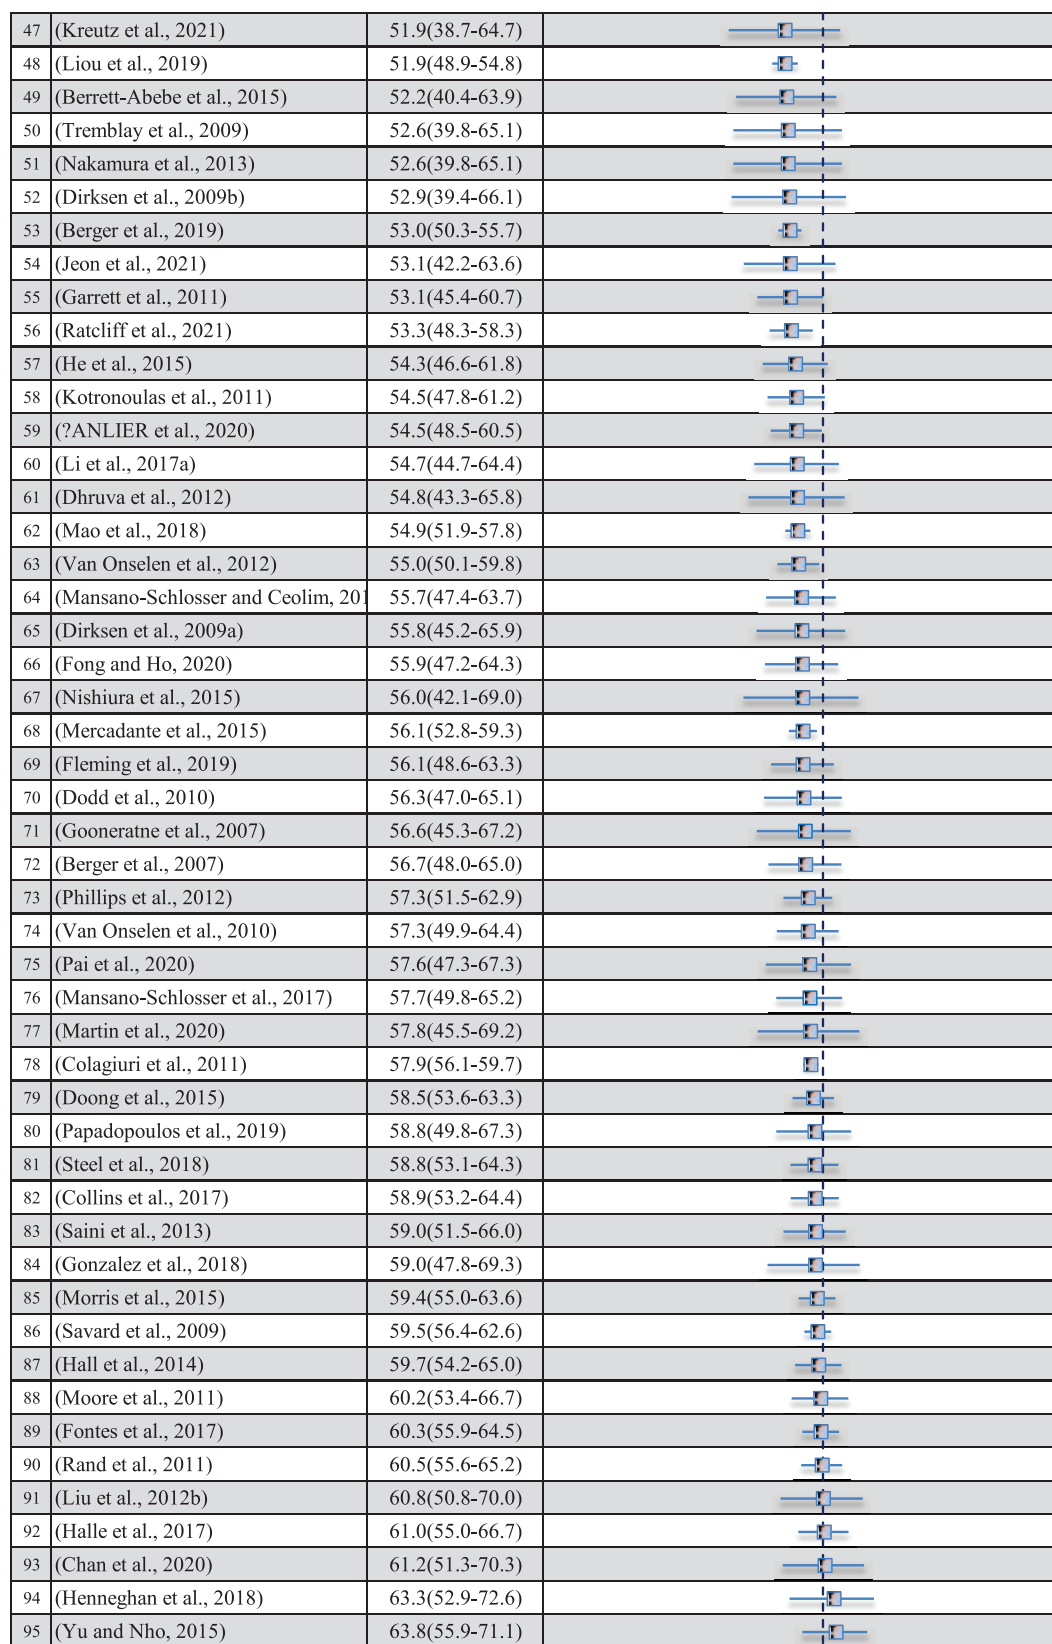 47 (Kreutz et al., 2021) 51.9(38.7-64.7)
48 (Liou et al., 2019) 51.9(48.9-54.8)
49 (Berrett-Abebe et al., 2015) 52.2(40.4-63.9)
50 (Tremblay et al., 2009) 52.6(39.8-65.1)
51 (Nakamura et al., 2013) 52.6(39.8-65.1)
52 (Dirksen et al., 2009b) 52.9(39.4-66.1)
53 (Berger et al., 2019) 53.0(50.3-55.7)
54 (Jeon et al., 2021) 53.1(42.2-63.6)
55 (Garrett et al., 2011) 53.1(45.4-60.7)
56 (Ratcliff et al., 2021) 53.3(48.3-58.3)
57 (He et al., 2015) 54.3(46.6-61.8)
58 (Kotronoulas et al., 2011) 54.5(47.8-61.2)
59 (?ANLIER et al., 2020) 54.5(48.5-60.5)
60 (Li et al., 2017a) 54.7(44.7-64.4)
61 (Dhruva et al., 2012) 54.8(43.3-65.8)
62 (Mao et al., 2018) 54.9(51.9-57.8)
63 (Van Onselen et al., 2012) 55.0(50.1-59.8)
64 (Mansano-Schlosser and Ceolim, 201 55.7(47.4-63.7)
65 (Dirksen et al., 2009a) 55.8(45.2-65.9)
66 (Fong and Ho, 2020) 55.9(47.2-64.3)
67 (Nishiura et al., 2015) 56.0(42.1-69.0)
68 (Mercadante et al., 2015) 56.1(52.8-59.3)
69 (Fleming et al., 2019) 56.1(48.6-63.3)
70 (Dodd et al., 2010) 56.3(47.0-65.1)
71 (Gooneratne et al., 2007) 56.6(45.3-67.2)
72 (Berger et al., 2007) 56.7(48.0-65.0)
73 (Phillips et al., 2012) 57.3(51.5-62.9)
74 (Van Onselen et al., 2010) 57.3(49.9-64.4)
75 (Pai et al., 2020) 57.6(47.3-67.3)
76 (Mansano-Schlosser et al., 2017) 57.7(49.8-65.2)
77 (Martin et al., 2020) 57.8(45.5-69.2)
78 (Colagiuri et al., 2011) 57.9(56.1-59.7)
79 (Doong et al., 2015) 58.5(53.6-63.3)
80 (Papadopoulos et al., 2019) 58.8(49.8-67.3)
81 (Steel et al., 2018) 58.8(53.1-64.3)
82 (Collins et al., 2017) 58.9(53.2-64.4)
83 (Saini et al., 2013) 59.0(51.5-66.0)
84 (Gonzalez et al., 2018) 59.0(47.8-69.3)
85 (Morris et al., 2015) 59.4(55.0-63.6)
86 (Savard et al., 2009) 59.5(56.4-62.6)
87 (Hall et al., 2014) 59.7(54.2-65.0)
88 (Moore et al., 2011) 60.2(53.4-66.7)
89 (Fontes et al., 2017) 60.3(55.9-64.5)
90 (Rand et al., 2011) 60.5(55.6-65.2)
91 (Liu et al., 2012b) 60.8(50.8-70.0)
92 (Halle et al., 2017) 61.0(55.0-66.7)
93 (Chan et al., 2020) 61.2(51.3-70.3)
94 (Henneghan et al., 2018) 63.3(52.9-72.6)
95 (Yu and Nho, 2015) 63.8(55.9-71.1)